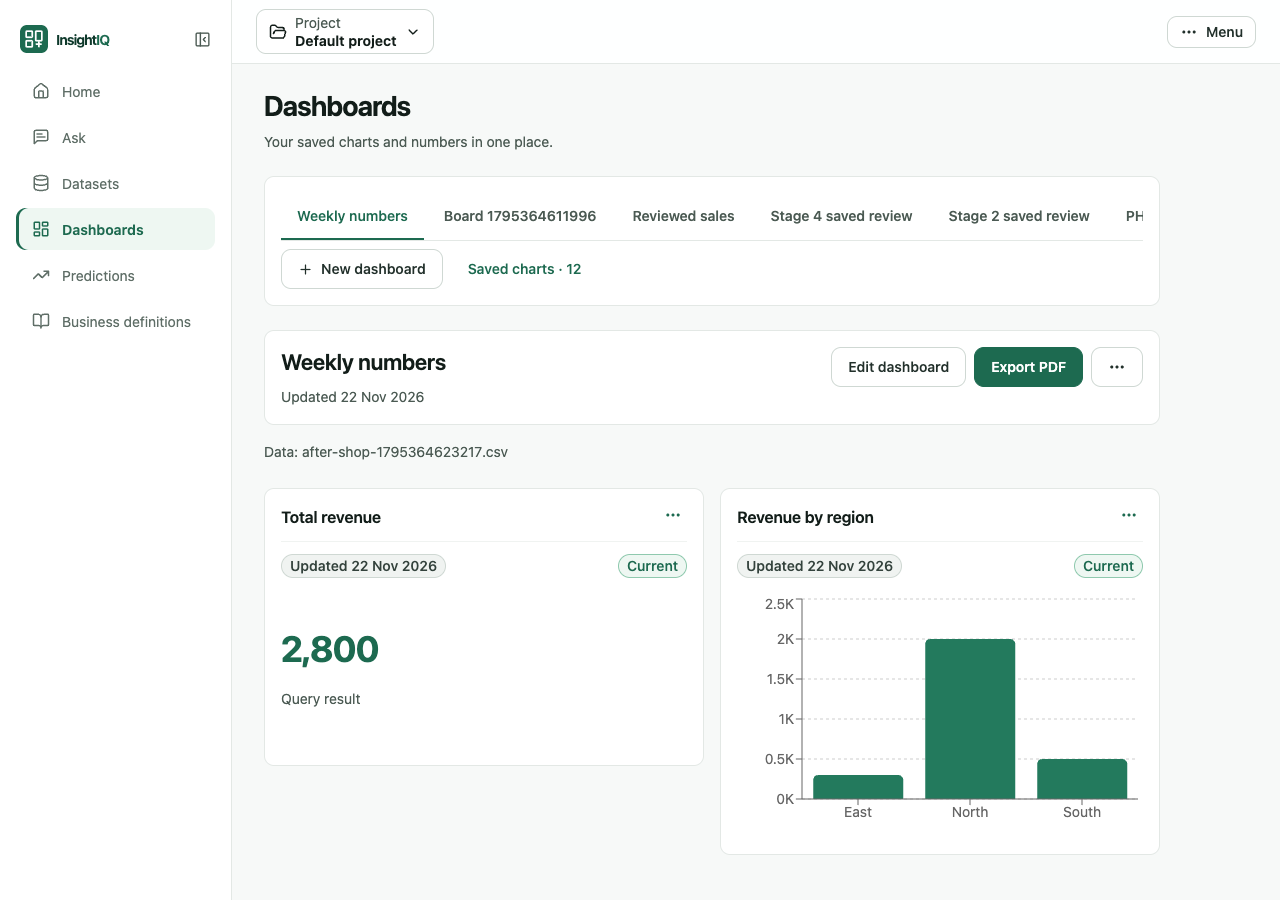 InsightIQ
Home
Ask
Datasets
Dashboards
Predictions
Business definitions
Project
Default project
Menu
Dashboards
Your saved charts and numbers in one place.
Weekly numbers
Board 1795364611996
Reviewed sales
Stage 4 saved review
Stage 2 saved review
PH
New dashboard
Saved charts · 12
Weekly numbers
Updated 22 Nov 2026
Edit dashboard
Export PDF
Data: after-shop-1795364623217.csv
Total revenue
Updated 22 Nov 2026
Current
2,800
Query result
Revenue by region
Updated 22 Nov 2026
Current
2.5K
2K
1.5K
1K
0.5K
0K
East
North
South